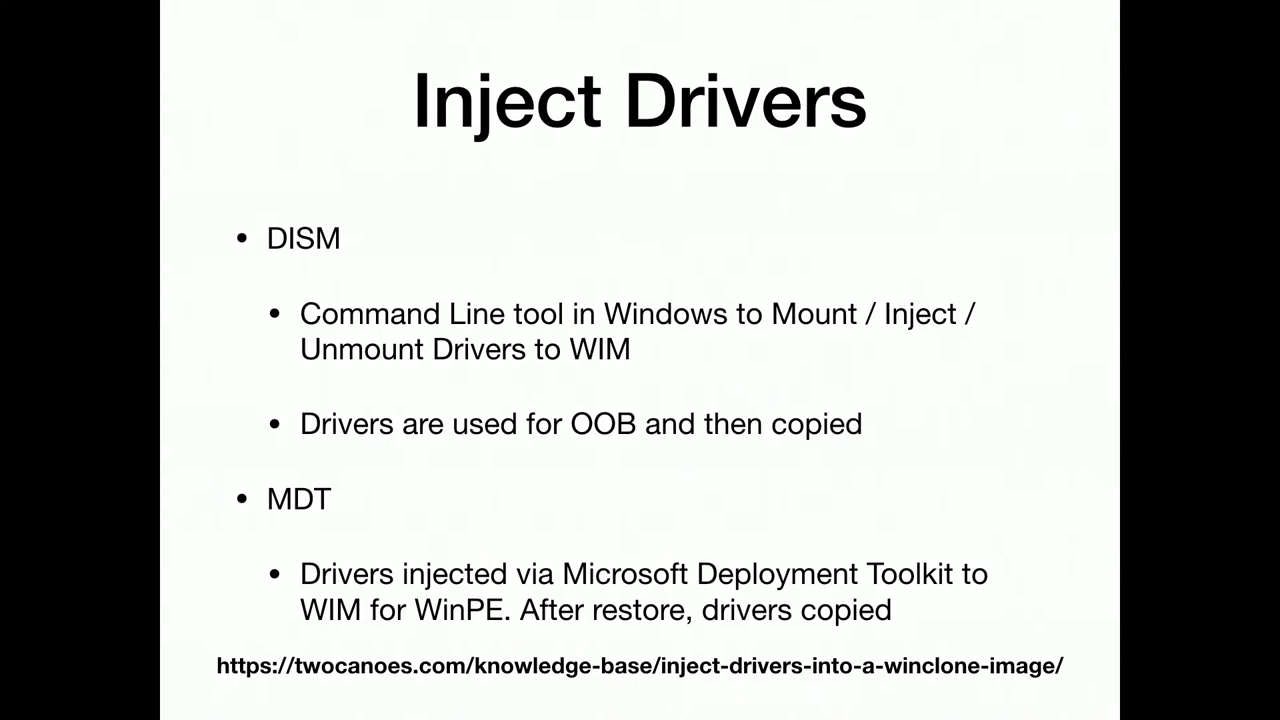 Inject Drivers
• DISM
• Command Line tool in Windows to Mount / Inject /
Unmount Drivers to WIM
• Drivers are used for OOB and then copied
• MDT
• Drivers injected via Microsoft Deployment Toolkit to
WIM for WinPE. After restore, drivers copied
https://twocanoes.com/knowledge-base/inject-drivers-into-a-winclone-image/